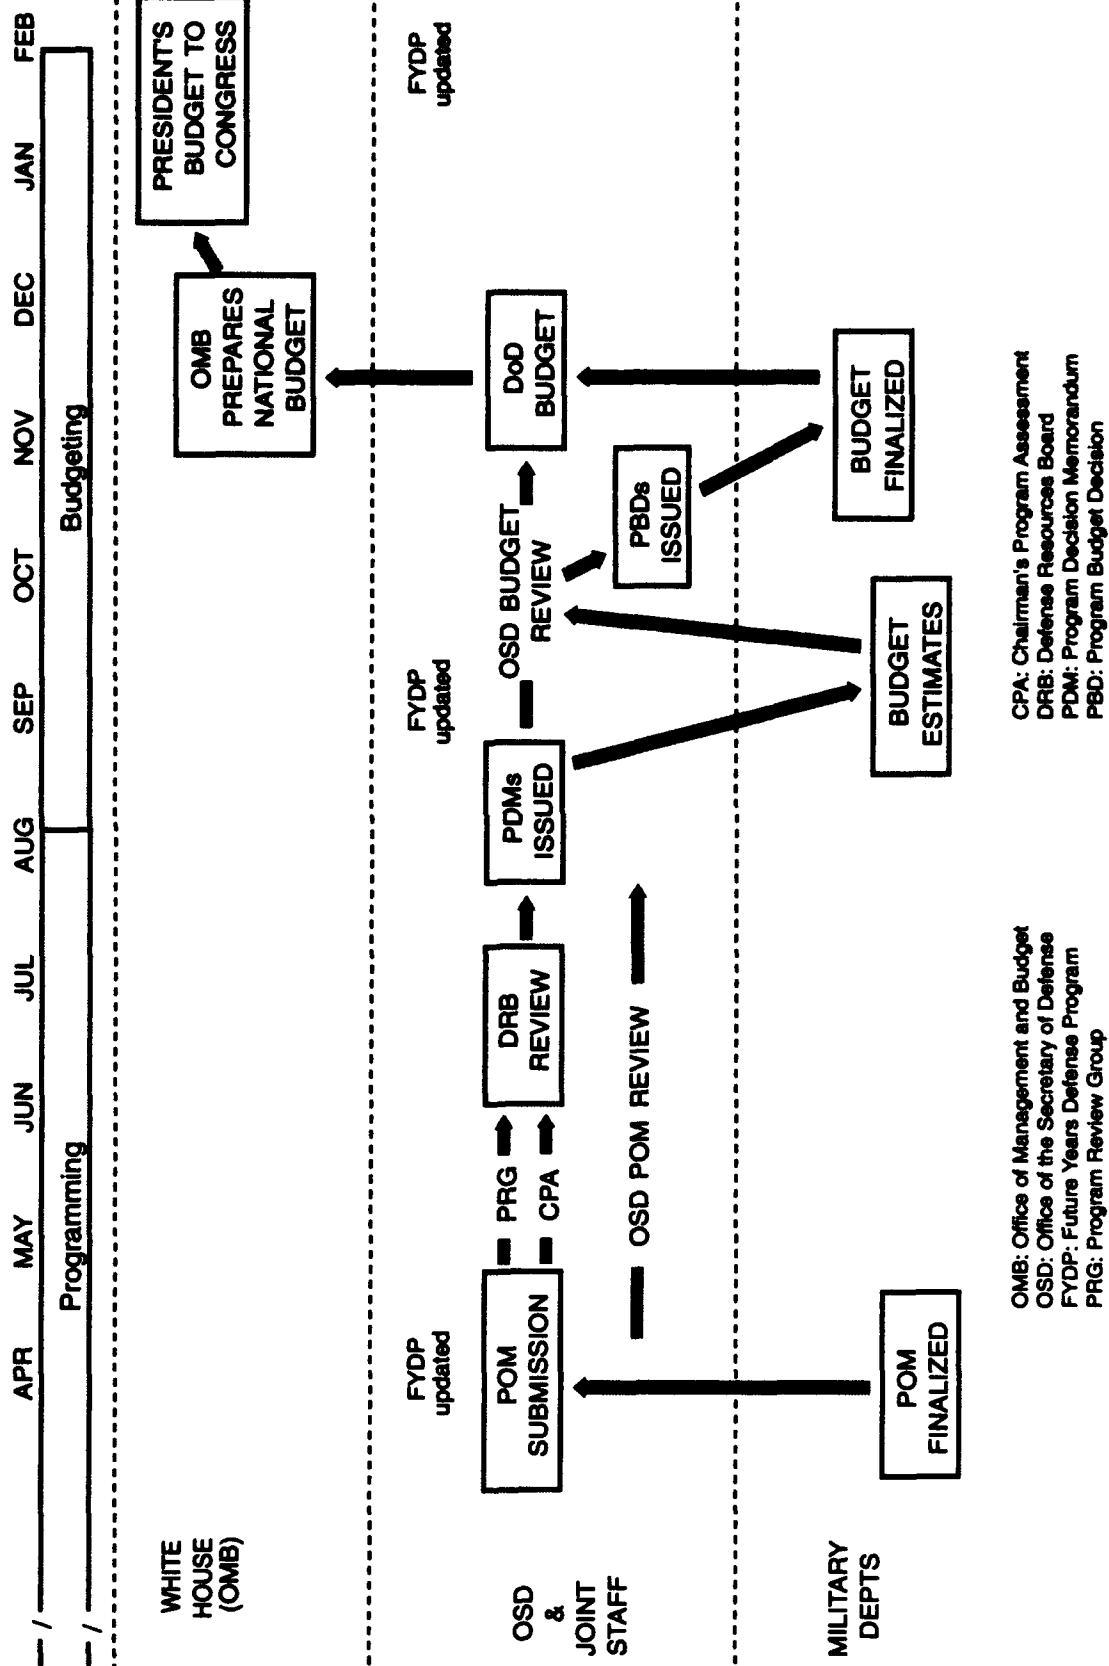 APR MAY JUN JUL AUG SEP OCT NOV DEC JAN FEB
Programming
Budgeting
WHITE
HOUSE
(OMB)
OMB
PREPARES
NATIONAL
BUDGET
PRESIDENT'S
BUDGET TO
CONGRESS
OSD
&
JOINT
STAFF
FYDP
updated
FYDP
updated
FYDP
updated
POM
SUBMISSION
PRG
CPA
DRB
REVIEW
PDMs
ISSUED
OSD BUDGET
REVIEW
DoD
BUDGET
OSD POM REVIEW
PBDs
ISSUED
MILITARY
DEPTS
POM
FINALIZED
BUDGET
ESTIMATES
BUDGET
FINALIZED
OMB: Office of Management and Budget
OSD: Office of the Secretary of Defense
FYDP: Future Years Defense Program
PRG: Program Review Group
CPA: Chairman's Program Assessment
DRB: Defense Resources Board
PDM: Program Decision Memorandum
PBD: Program Budget Decision